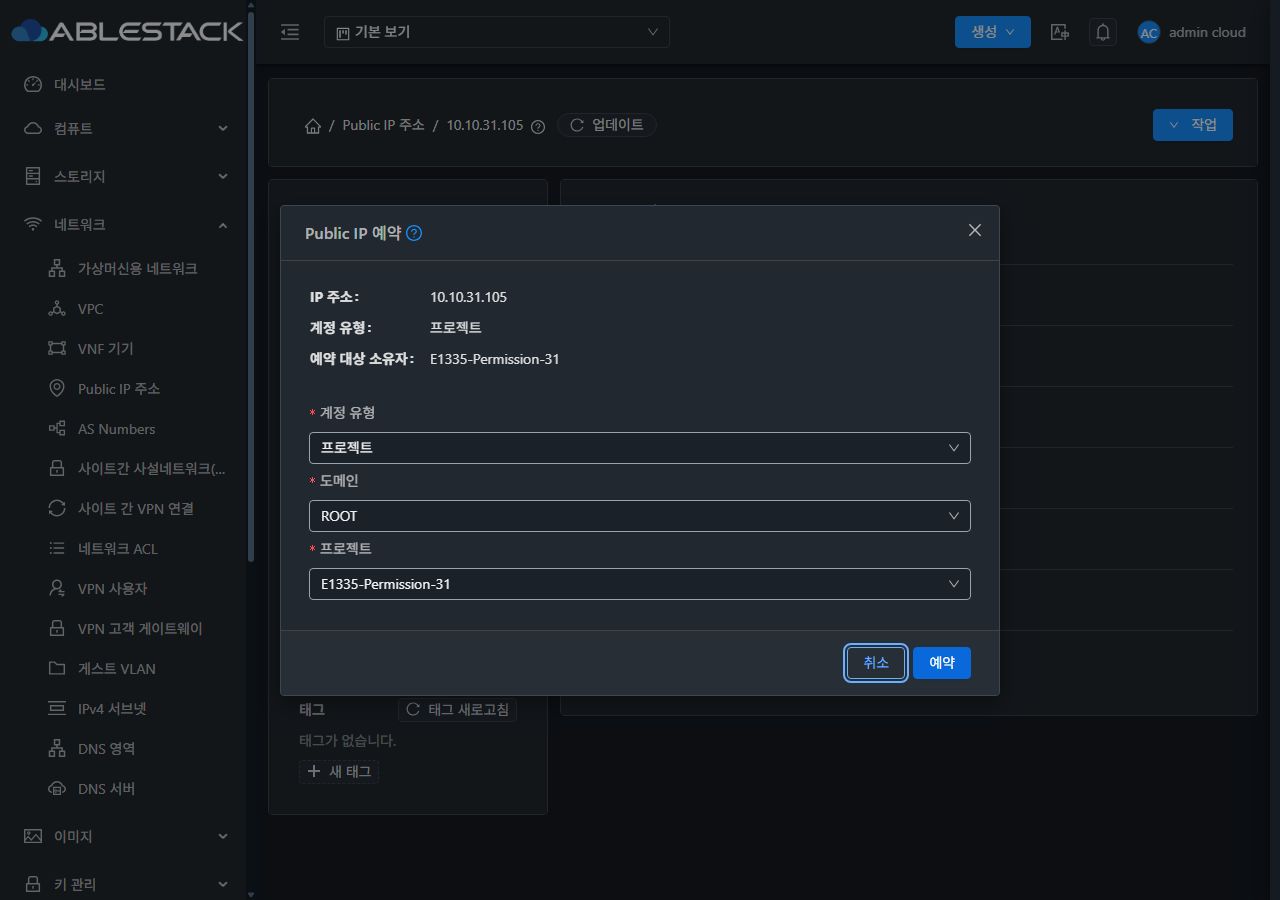 ABLESTACK
기본 보기
생성
AC
admin cloud
대시보드
컴퓨트
스토리지
네트워크
가상머신용 네트워크
VPC
VNF 기기
Public IP 주소
AS Numbers
사이트간 사설네트워크(...
사이트 간 VPN 연결
네트워크 ACL
VPN 사용자
VPN 고객 게이트웨이
게스트 VLAN
IPv4 서브넷
DNS 영역
DNS 서버
이미지
키 관리
/ Public IP 주소 / 10.10.31.105
업데이트
작업
Public IP 예약
IP 주소: 10.10.31.105
계정 유형: 프로젝트
예약 대상 소유자: E1335-Permission-31
* 계정 유형
프로젝트
* 도메인
ROOT
* 프로젝트
E1335-Permission-31
취소
예약
태그
태그 새로고침
태그가 없습니다.
새 태그